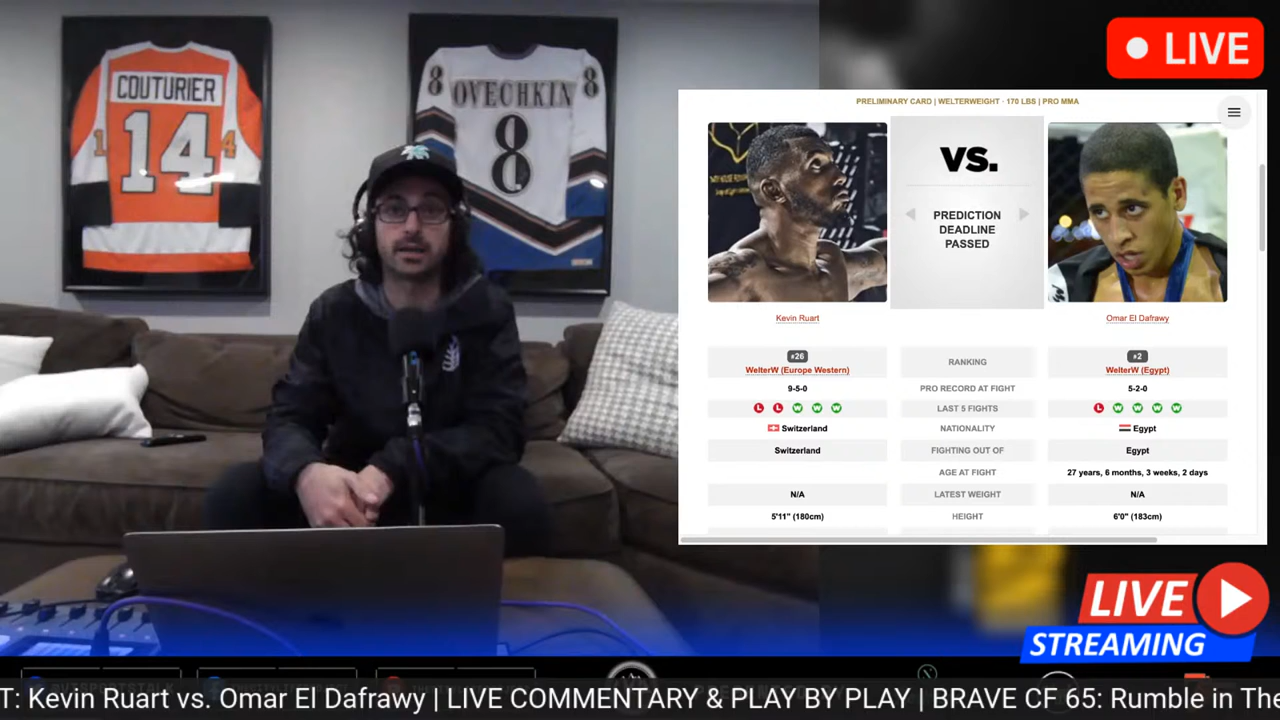 COUTURIER
14
14
4
8
8
OVECHKIN
8
LIVE
PRELIMINARY CARD | WELTERWEIGHT · 170 LBS | PRO MMA
VS.
PREDICTION
DEADLINE
PASSED
Kevin Ruart
Omar El Dafrawy
#26
WelterW (Europe Western)
RANKING
#2
WelterW (Egypt)
9-5-0
PRO RECORD AT FIGHT
5-2-0
L L W W W
LAST 5 FIGHTS
L W W W W
Switzerland
NATIONALITY
Egypt
Switzerland
FIGHTING OUT OF
Egypt
AGE AT FIGHT
27 years, 6 months, 3 weeks, 2 days
N/A
LATEST WEIGHT
N/A
5'11" (180cm)
HEIGHT
6'0" (183cm)
LIVE
STREAMING
T: Kevin Ruart vs. Omar El Dafrawy | LIVE COMMENTARY & PLAY BY PLAY | BRAVE CF 65: Rumble in The